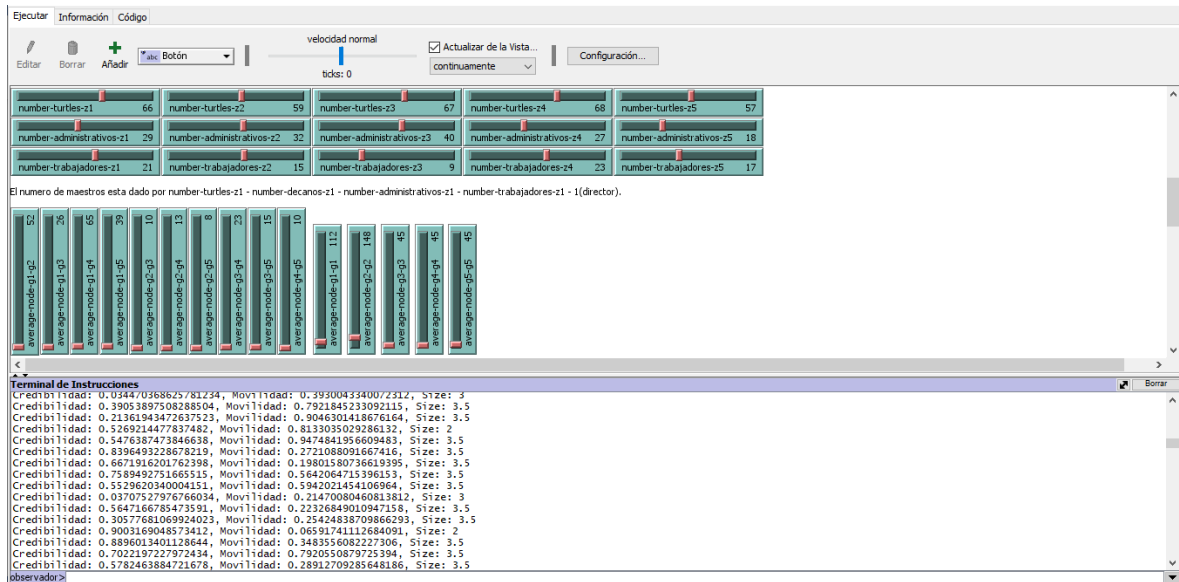 Ejecutar Información Código
velocidad normal
Editar Borrar Añadir abc Botón ticks: 0 Actualizar de la Vista... continuamente Configuración...
number-turtles-z1 66 number-turtles-z2 59 number-turtles-z3 67 number-turtles-z4 68 number-turtles-z5 57
number-administrativos-z1 29 number-administrativos-z2 32 number-administrativos-z3 40 number-administrativos-z4 27 number-administrativos-z5 18
number-trabajadores-z1 21 number-trabajadores-z2 15 number-trabajadores-z3 9 number-trabajadores-z4 23 number-trabajadores-z5 17
El numero de maestros esta dado por number-turtles-z1 - number-decanos-z1 - number-administrativos-z1 - number-trabajadores-z1 - 1(director).
average-node-g1-g2 52
average-node-g1-g3 26
average-node-g1-g4 65
average-node-g1-g5 39
average-node-g2-g3 10
average-node-g2-g4 13
average-node-g2-g5 8
average-node-g3-g4 23
average-node-g3-g5 15
average-node-g4-g5 10
average-node-g1-g1 112
average-node-g2-g2 148
average-node-g3-g3 45
average-node-g4-g4 45
average-node-g5-g5 45
Terminal de Instrucciones Borrar
Credibilidad: 0.03447036862578 1234, Movilidad: 0.3930043340072312, Size: 3
Credibilidad: 0.39053897508288504, Movilidad: 0.7921845233092115, Size: 3.5
Credibilidad: 0.21361943472637523, Movilidad: 0.9046301418676164, Size: 3.5
Credibilidad: 0.5269214477837482, Movilidad: 0.8133035029286132, Size: 2
Credibilidad: 0.5476387473846638, Movilidad: 0.9474841956609483, Size: 3.5
Credibilidad: 0.8396493228678219, Movilidad: 0.2721088091667416, Size: 3.5
Credibilidad: 0.6671916201762398, Movilidad: 0.19801580736619395, Size: 3.5
Credibilidad: 0.7589492751665515, Movilidad: 0.5642064715396153, Size: 3.5
Credibilidad: 0.5529620340004151, Movilidad: 0.5942021454106964, Size: 3.5
Credibilidad: 0.03707527976766034, Movilidad: 0.21470080460813812, Size: 3
Credibilidad: 0.5647166785473591, Movilidad: 0.22326849010947158, Size: 3.5
Credibilidad: 0.30577681069924023, Movilidad: 0.25424838709866293, Size: 3.5
Credibilidad: 0.9003169048573412, Movilidad: 0.06591741112684091, Size: 2
Credibilidad: 0.8896013401128644, Movilidad: 0.3483556082227306, Size: 3.5
Credibilidad: 0.7022197227972434, Movilidad: 0.7920550879725394, Size: 3.5
Credibilidad: 0.5782463884721678, Movilidad: 0.28912709285648186, Size: 3.5
observador>